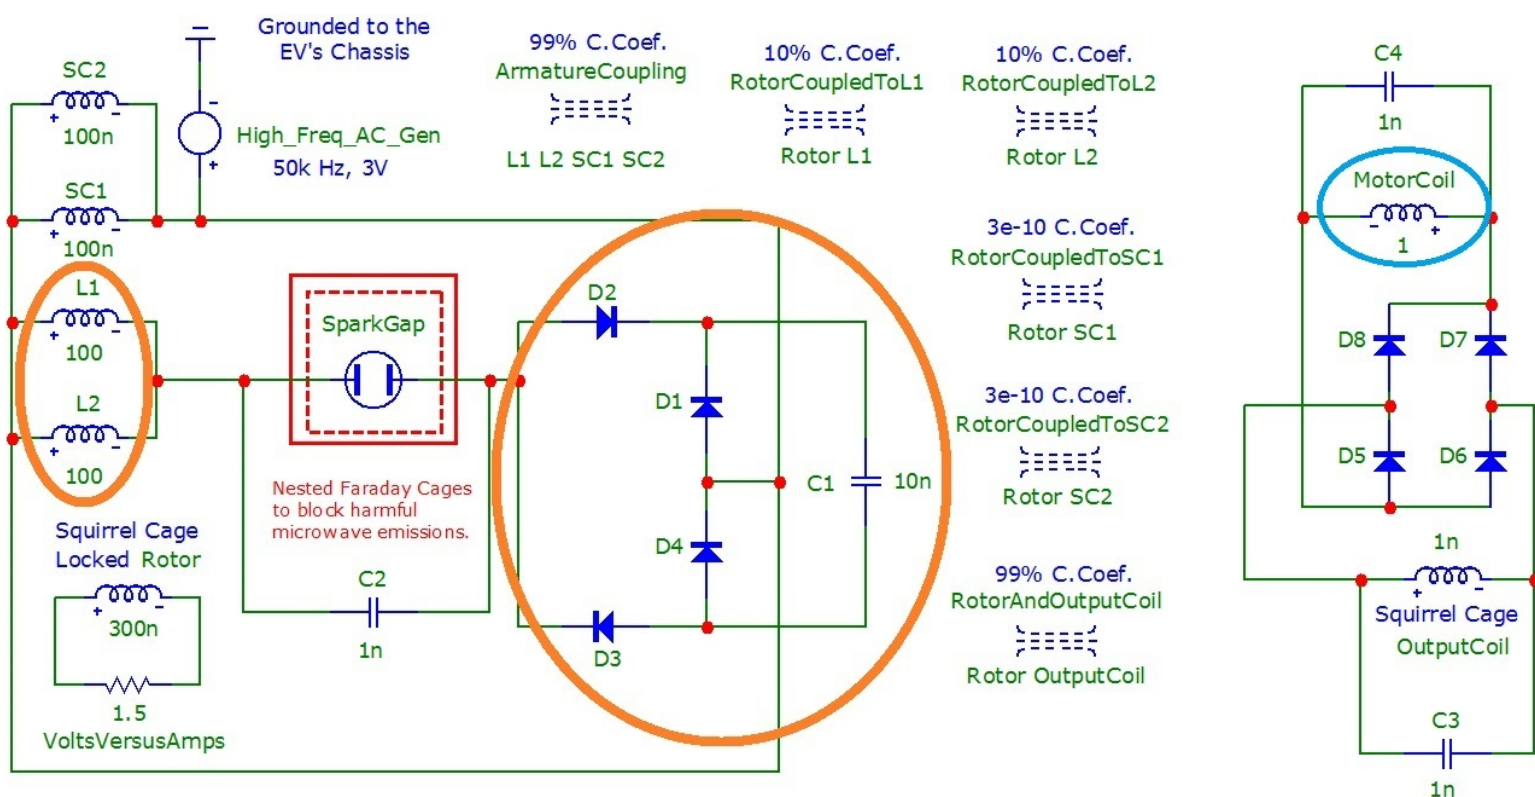 Grounded to the
EV's Chassis
SC2
+ -
100n
-
+
High_Freq_AC_Gen
50k Hz, 3V
SC1
+ -
100n
L1
+ -
100
L2
+ -
100
Squirrel Cage
Locked Rotor
+ -
300n
1.5
VoltsVersusAmps
SparkGap
Nested Faraday Cages
to block harmful
microwave emissions.
C2
1n
D2
D1
D4
D3
C1
10n
99% C.Coef.
ArmatureCoupling
L1 L2 SC1 SC2
10% C.Coef.
RotorCoupledToL1
Rotor L1
10% C.Coef.
RotorCoupledToL2
Rotor L2
3e-10 C.Coef.
RotorCoupledToSC1
Rotor SC1
3e-10 C.Coef.
RotorCoupledToSC2
Rotor SC2
99% C.Coef.
RotorAndOutputCoil
Rotor OutputCoil
C4
1n
MotorCoil
- +
1
D8
D7
D5
D6
1n
+ -
Squirrel Cage
OutputCoil
C3
1n